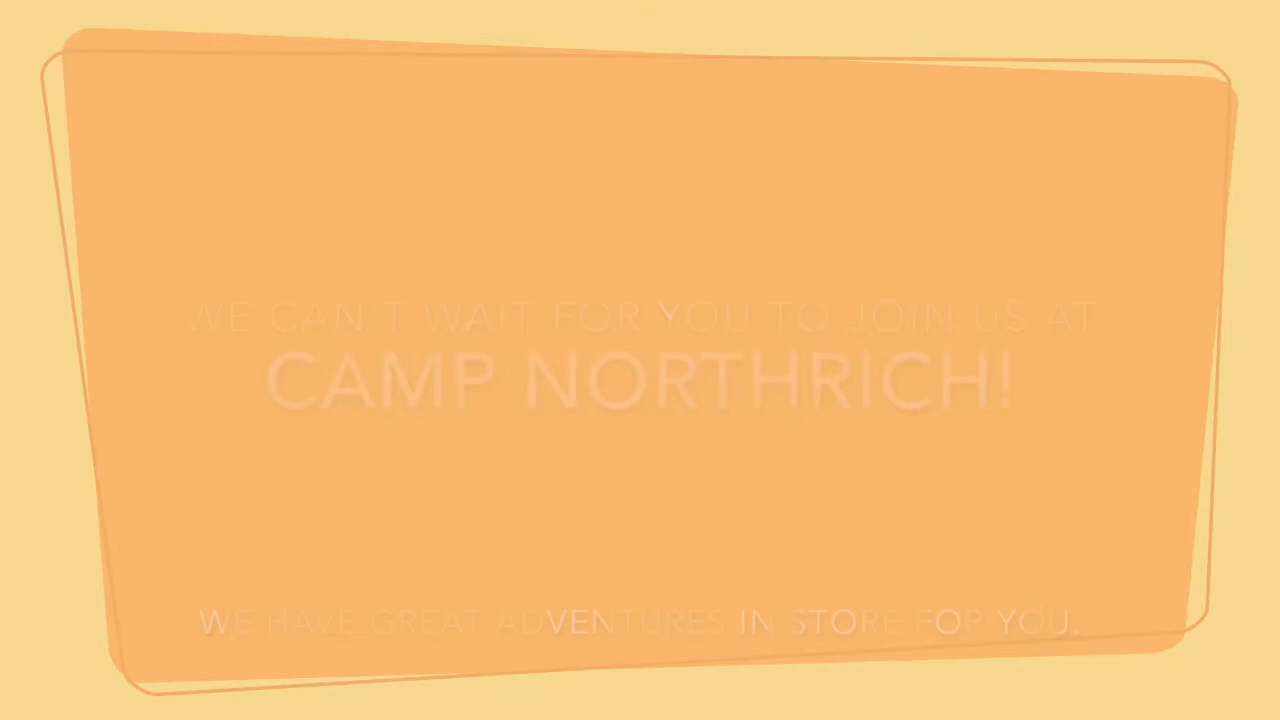 WE CAN'T WAIT FOR YOU TO JOIN US AT
CAMP NORTHRICH!
WE HAVE GREAT ADVENTURES IN STORE FOR YOU.